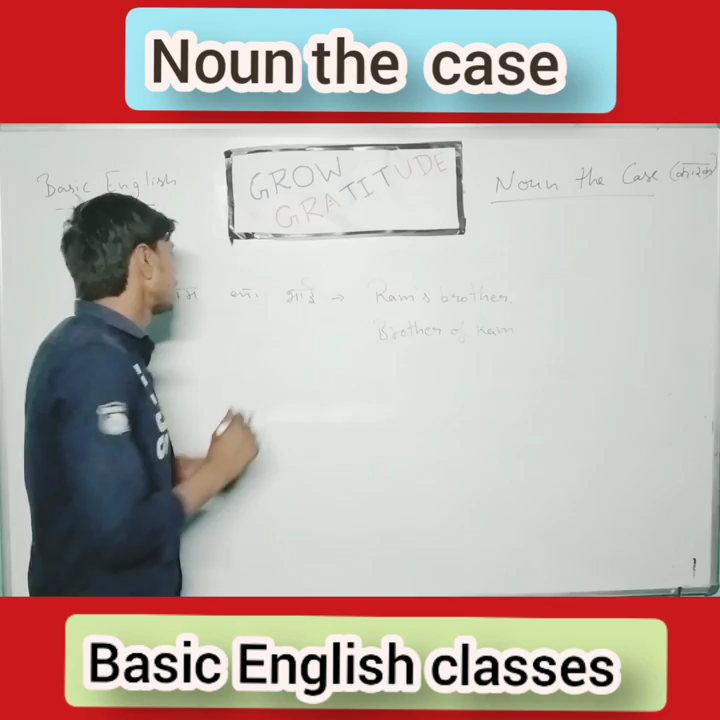 Noun the case
Basic English
GROW
GRATITUDE
Noun the Case (कारक)
का भाई → Ram's brother.
Brother of Ram
Basic English classes